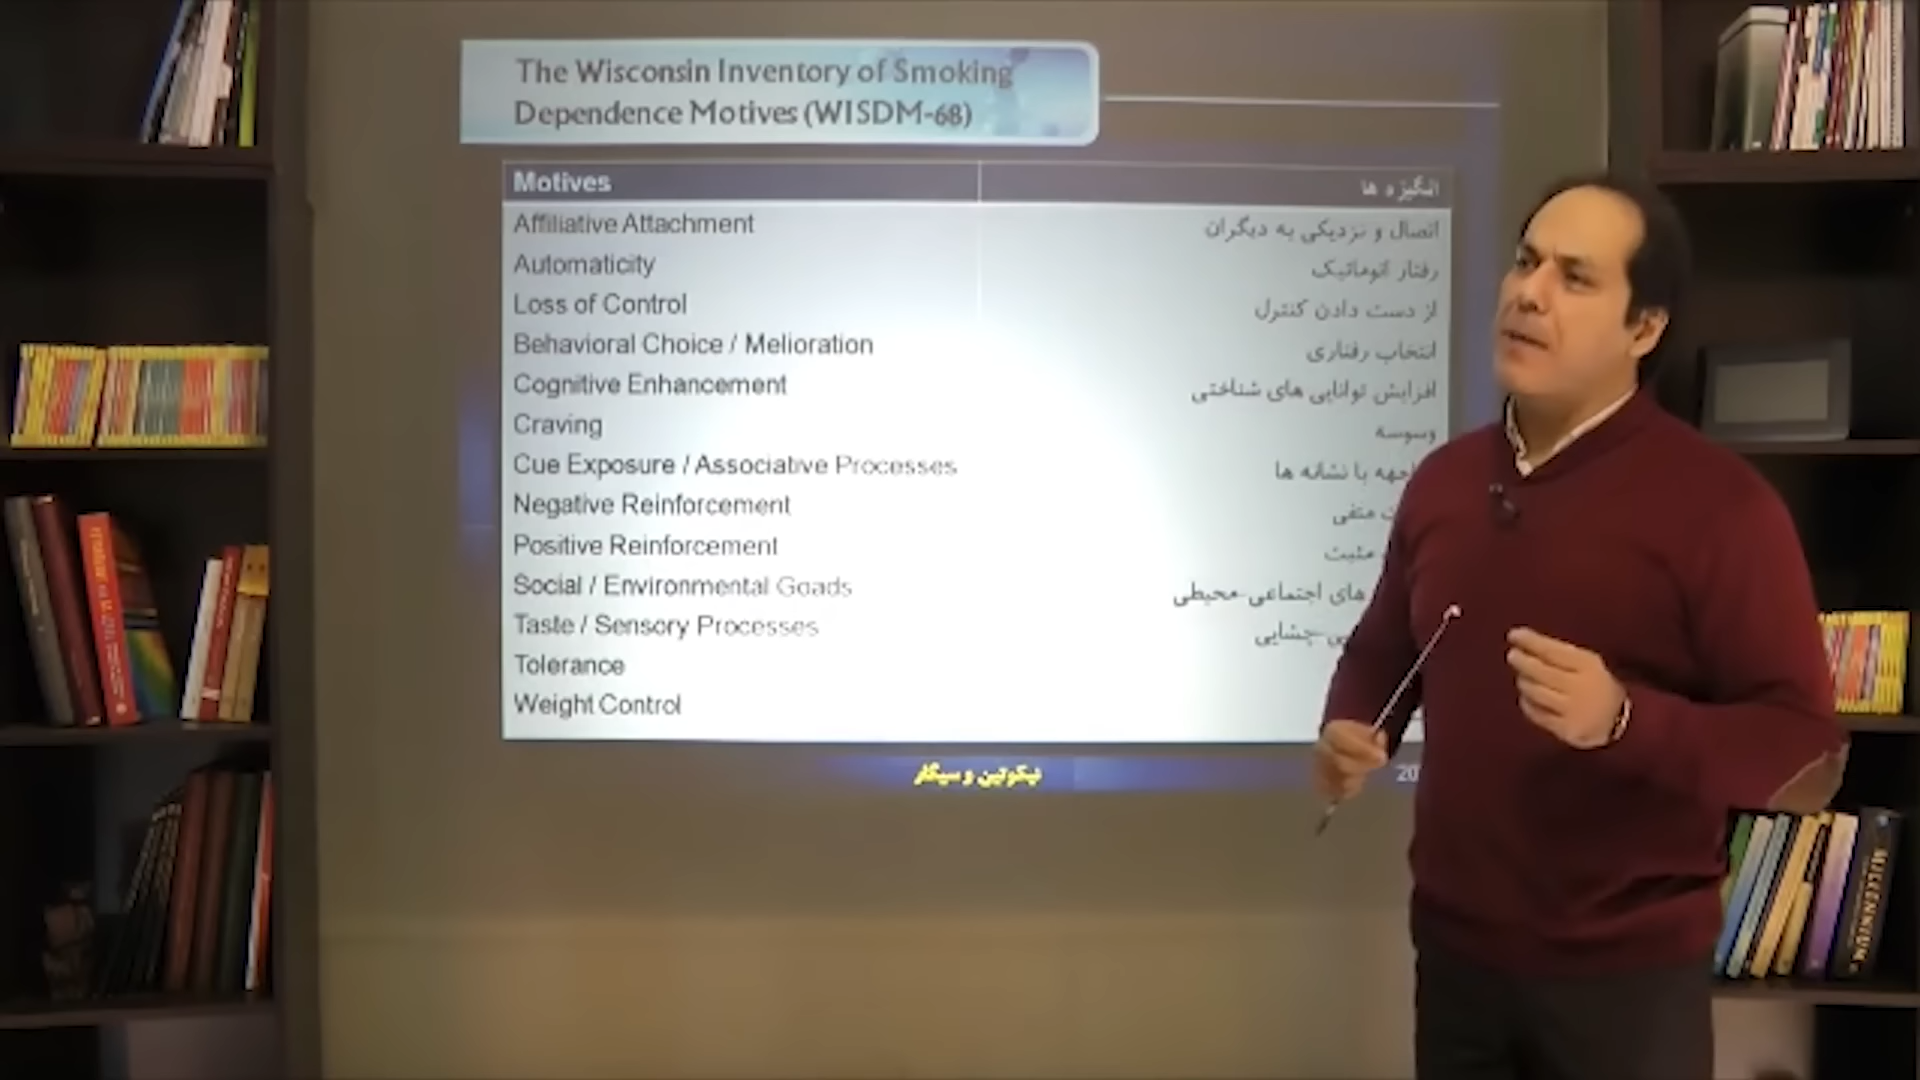 The Wisconsin Inventory of Smoking
Dependence Motives (WISDM-68)
Motives
انگیزه ها
Affiliative Attachment
اتصال و نزدیکی به دیگران
Automaticity
رفتار اتوماتیک
Loss of Control
از دست دادن کنترل
Behavioral Choice / Melioration
انتخاب رفتاری
Cognitive Enhancement
افزایش توانایی های شناختی
Craving
وسوسه
Cue Exposure / Associative Processes
با نشانه ها
Negative Reinforcement
منفی
Positive Reinforcement
مثبت
Social / Environmental Goads
های اجتماعی-محیطی
Taste / Sensory Processes
چشایی
Tolerance
Weight Control
نیکوتین و سیگار
MILLENNIUM